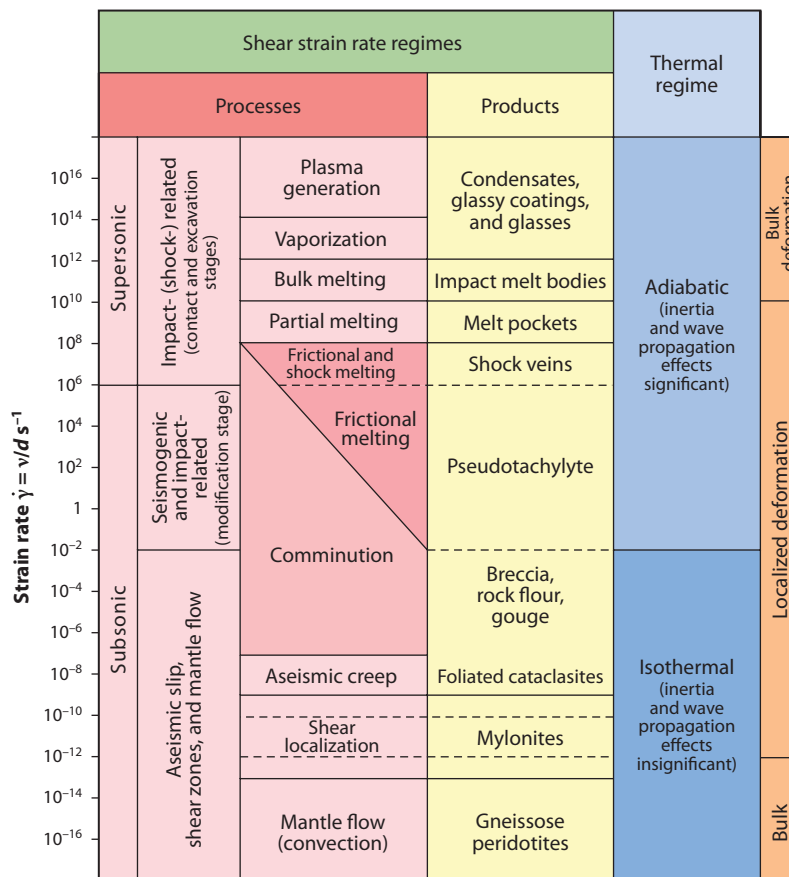 Shear strain rate regimes
Thermal
regime
Processes
Products
Strain rate γ̇ = v/d s⁻¹
10¹⁶
10¹⁴
10¹²
10¹⁰
10⁸
10⁶
10⁴
10²
1
10⁻²
10⁻⁴
10⁻⁶
10⁻⁸
10⁻¹⁰
10⁻¹²
10⁻¹⁴
10⁻¹⁶
Supersonic
Subsonic
Impact- (shock-) related
(contact and excavation
stages)
Seismogenic
and impact-
related
(modification stage)
Aseismic slip,
shear zones, and mantle flow
Plasma
generation
Vaporization
Bulk melting
Partial melting
Frictional and
shock melting
Frictional
melting
Comminution
Aseismic creep
Shear
localization
Mantle flow
(convection)
Condensates,
glassy coatings,
and glasses
Impact melt bodies
Melt pockets
Shock veins
Pseudotachylyte
Breccia,
rock flour,
gouge
Foliated cataclasites
Mylonites
Gneissose
peridotites
Adiabatic
(inertia
and wave
propagation
effects
significant)
Isothermal
(inertia
and wave
propagation
effects
insignificant)
Bulk
deformation
Localized deformation
Bulk